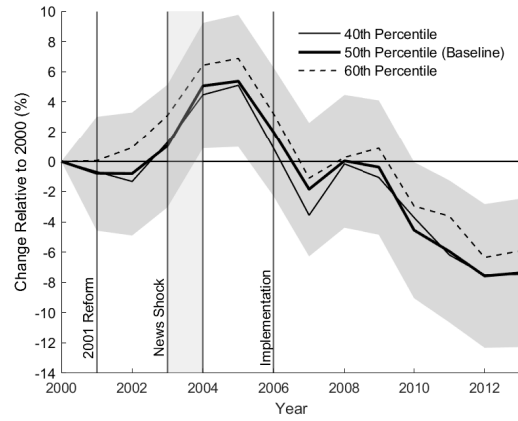 40th Percentile
50th Percentile (Baseline)
60th Percentile
Change Relative to 2000 (%)
10
8
6
4
2
0
-2
-4
-6
-8
-10
-12
-14
2001 Reform
News Shock
Implementation
2000
2002
2004
2006
2008
2010
2012
Year